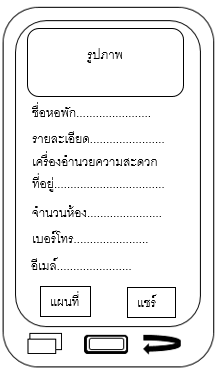 รูปภาพ
ชื่อหอพัก.......................
รายละเอียด.......................
เครื่องอำนวยความสะดวก
ที่อยู่..................................
จำนวนห้อง.......................
เบอร์โทร.......................
อีเมล์.......................
แผนที่
แชร์